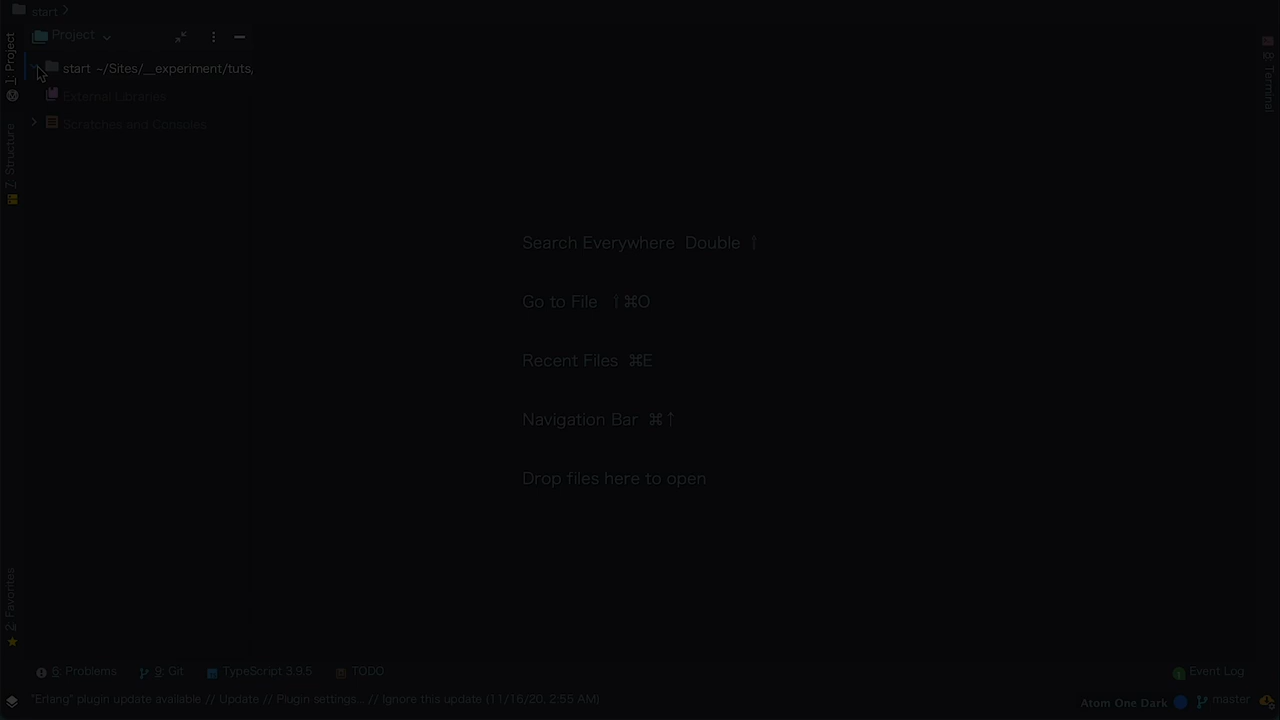 start
Project
1: Project
start ~/Sites/__experiment/tuts,
External Libraries
Scratches and Consoles
8: Terminal
7: Structure
Search Everywhere Double ⇧
Go to File ⇧⌘O
Recent Files ⌘E
Navigation Bar ⌘↑
Drop files here to open
2: Favorites
6: Problems 9: Git TypeScript 3.9.5 TODO Event Log
"Erlang" plugin update available // Update // Plugin settings... // Ignore this update (11/16/20, 2:55 AM) Atom One Dark master